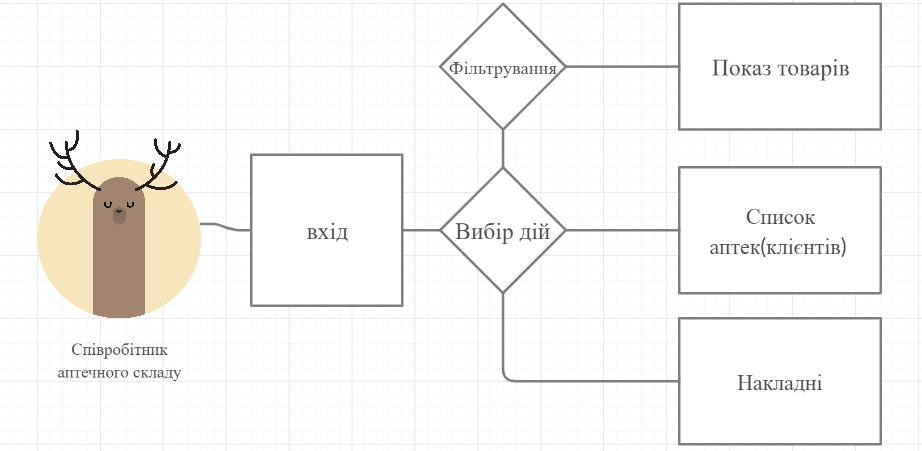 Фільтрування
Показ товарів
вхід
Вибір дій
Список
аптек(клієнтів)
Співробітник
аптечного складу
Накладні